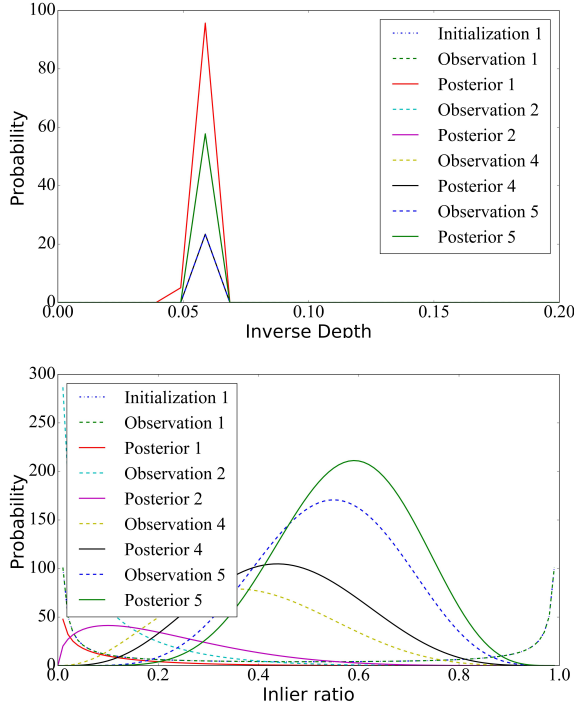 100
80
60
40
20
0
Probability
Initialization 1
Observation 1
Posterior 1
Observation 2
Posterior 2
Observation 4
Posterior 4
Observation 5
Posterior 5
0.00 0.05 0.10 0.15 0.20
Inverse Depth
300
250
200
150
100
50
0
Probability
Initialization 1
Observation 1
Posterior 1
Observation 2
Posterior 2
Observation 4
Posterior 4
Observation 5
Posterior 5
0.0 0.2 0.4 0.6 0.8 1.0
Inlier ratio